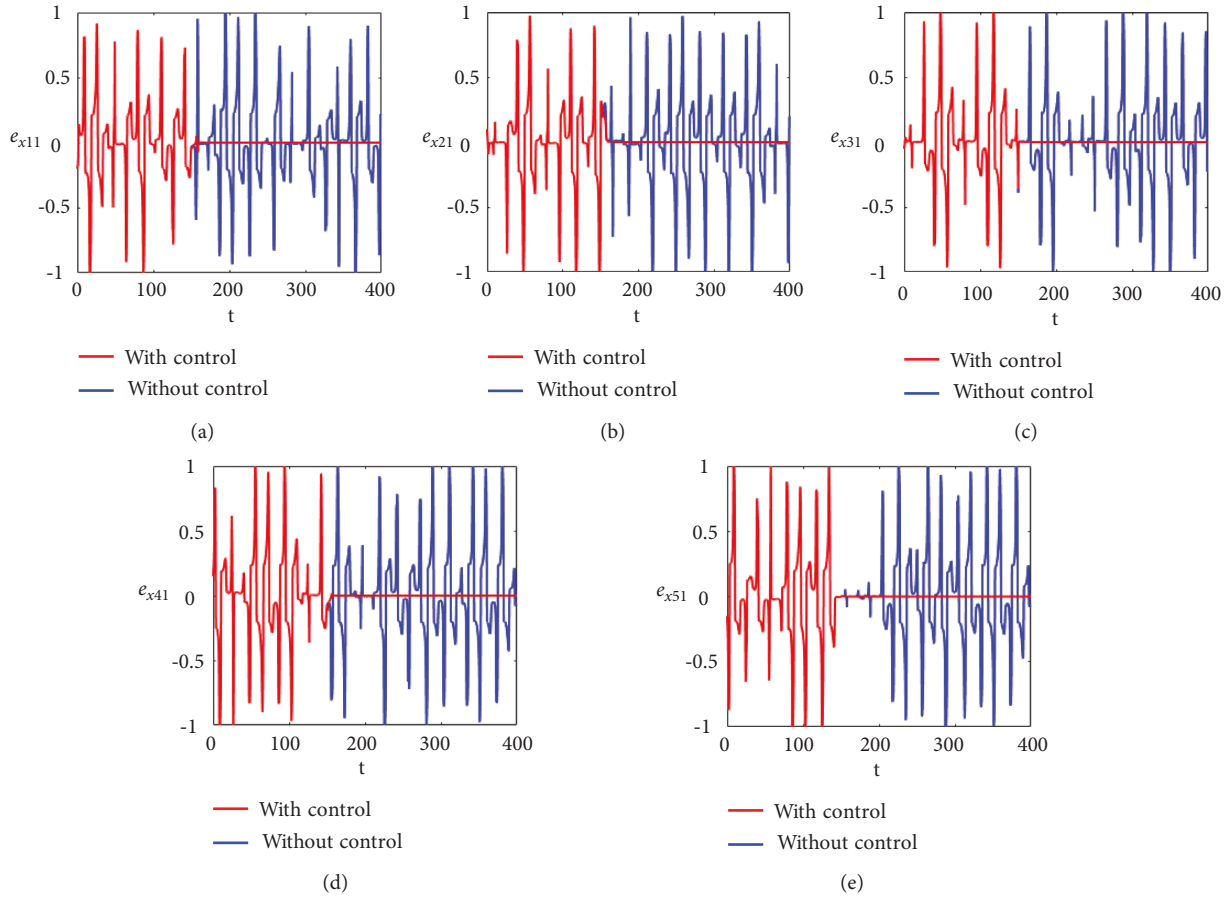 1
0.5
e_x11
0
-0.5
-1
0
100
200
300
400
t
With control
Without control
(a)
1
0.5
e_x21
0
-0.5
-1
0
100
200
300
400
t
With control
Without control
(b)
1
0.5
e_x31
0
-0.5
-1
0
100
200
300
400
t
With control
Without control
(c)
1
0.5
e_x41
0
-0.5
-1
0
100
200
300
400
t
With control
Without control
(d)
1
0.5
e_x51
0
-0.5
-1
0
100
200
300
400
t
With control
Without control
(e)